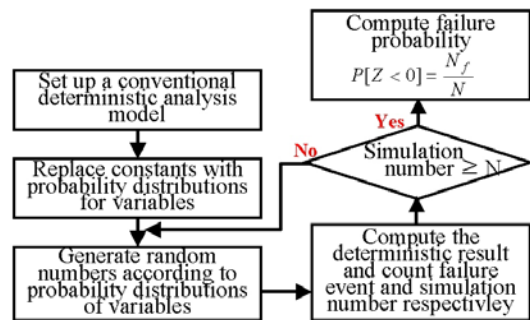 Set up a conventional
deterministic analysis
model
Replace constants with
probability distributions
for variables
Generate random
numbers according to
probability distributions
of variables
Compute the
deterministic result
and count failure
event and simulation
number respectivley
Simulation
number ≥ N
No
Yes
Compute failure
probability
P[Z < 0] = N_f / N